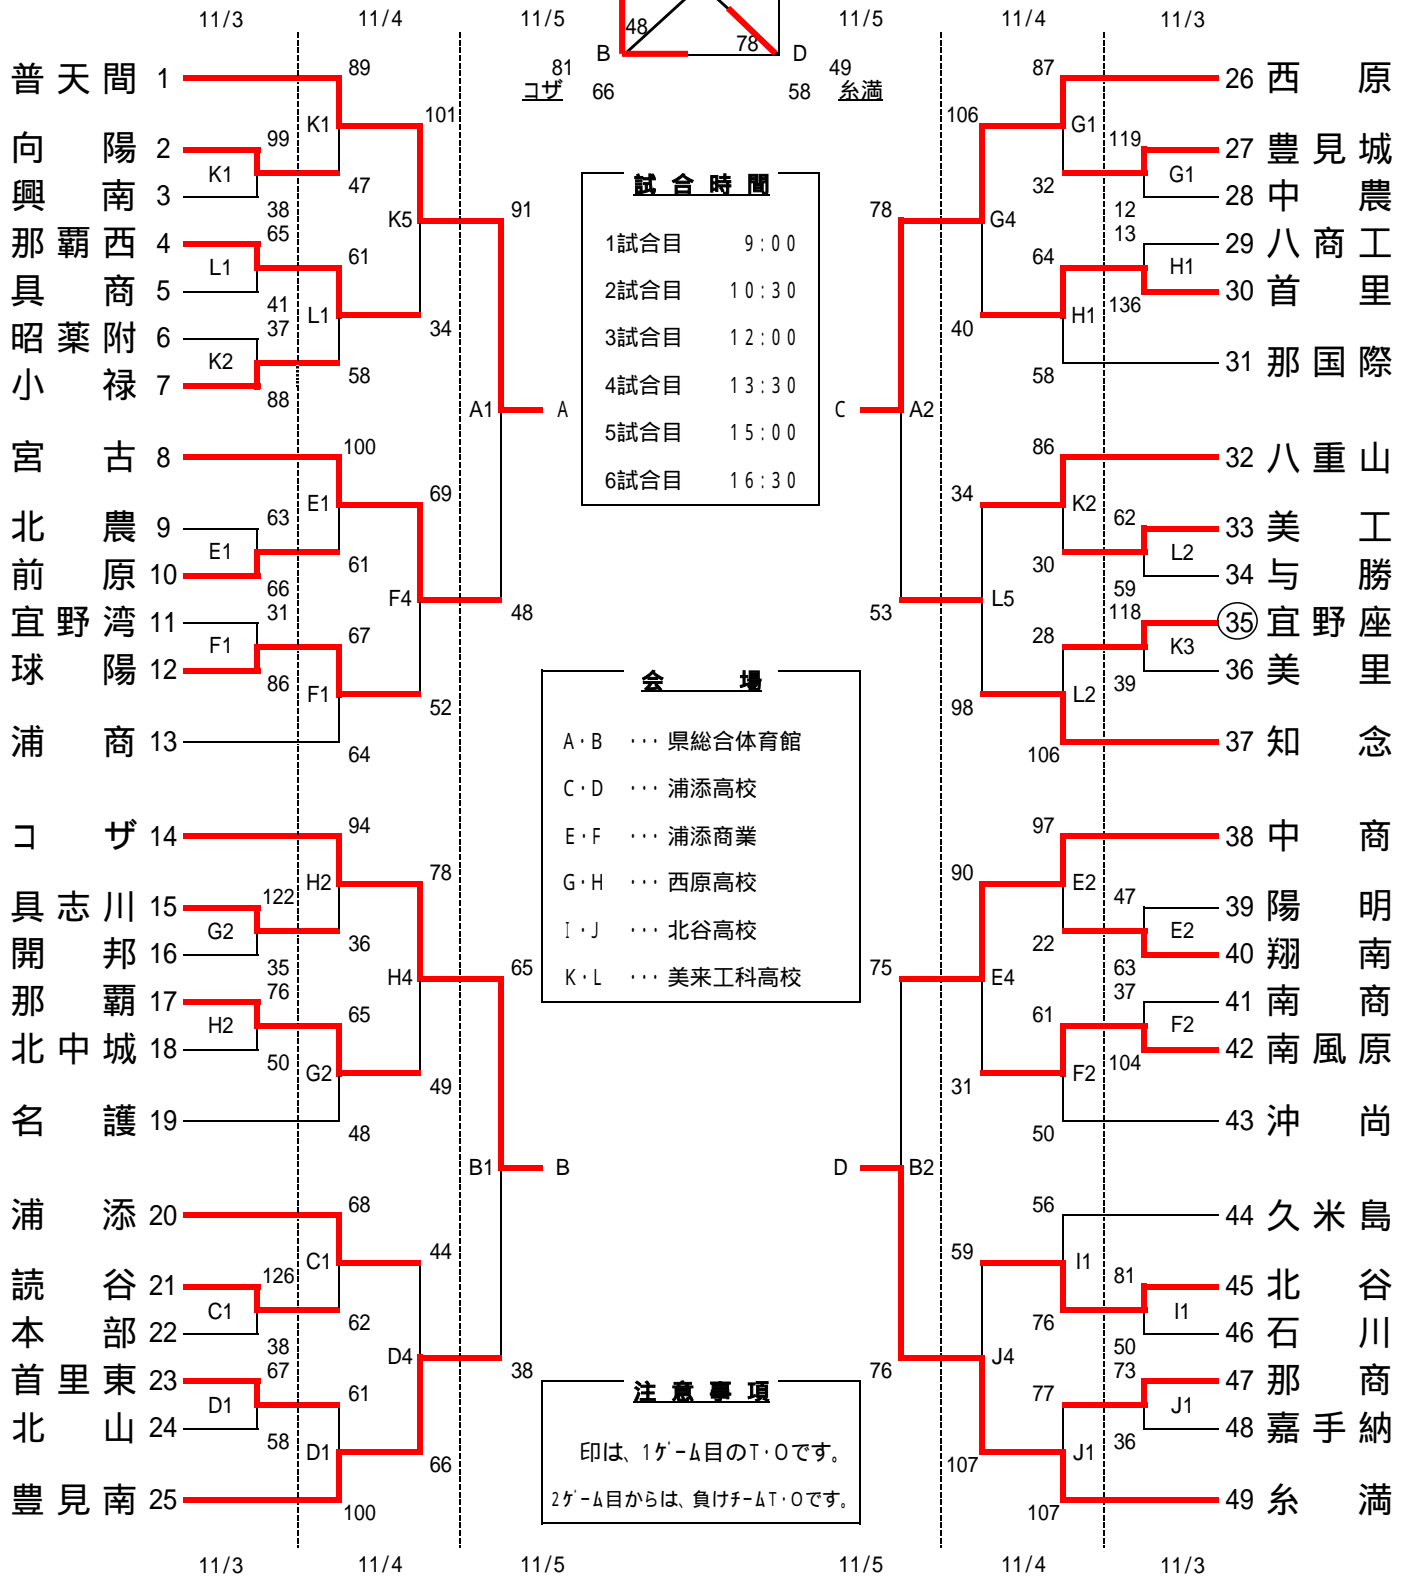 11/3 11/4 11/5 11/5 11/4 11/3
48 78
B D
81 49
コザ 66 58 糸満
普天間 1 89 87 26 西原
K1 101 106 G1
向陽 2 99 119 27 豊見城
K1 G1
興南 3 47 32 28 中農
38 12
那覇西 4 65 K5 91 78 G4 13 29 八商工
L1 61 64 H1
具商 5 30 首里
41 L1 34 40 H1 136
昭薬附 6 37
K2 58 58 31 那国際
小禄 7 88
A1 A C A2
宮古 8 100 86 32 八重山
E1 69 34 K2
北農 9 63 62 33 美工
E1 L2
前原 10 61 30 34 与勝
66 F4 48 53 L5 59
宜野湾 11 31 118 35 宜野座
F1 67 28 K3
球陽 12 86 39 36 美里
F1 52 98 L2
浦商 13 64 106 37 知念
コザ 14 94 97 38 中商
H2 78 90 E2
具志川 15 122 47 39 陽明
G2 E2
開邦 16 36 22 40 翔南
35 H4 65 75 E4 63
那覇 17 76 37 41 南商
H2 65 61 F2
北中城 18 50 104 42 南風原
G2 49 31 F2
名護 19 48 50 43 沖尚
B1 B D B2
浦添 20 68 56 44 久米島
C1 44 59 I1
読谷 21 126 81 45 北谷
C1 I1
本部 22 62 76 46 石川
38 D4 38 76 J4 50
首里東 23 67 73 47 那商
D1 61 77 J1
北山 24 58 36 48 嘉手納
D1 66 107 J1
豊見南 25 100 107 49 糸満
試合時間
1試合目 9:00
2試合目 10:30
3試合目 12:00
4試合目 13:30
5試合目 15:00
6試合目 16:30
会場
A・B ・・・ 県総合体育館
C・D ・・・ 浦添高校
E・F ・・・ 浦添商業
G・H ・・・ 西原高校
I・J ・・・ 北谷高校
K・L ・・・ 美来工科高校
注意事項
印は、1ゲーム目のT・Oです。
2ゲーム目からは、負けチームT・Oです。
11/3 11/4 11/5 11/5 11/4 11/3